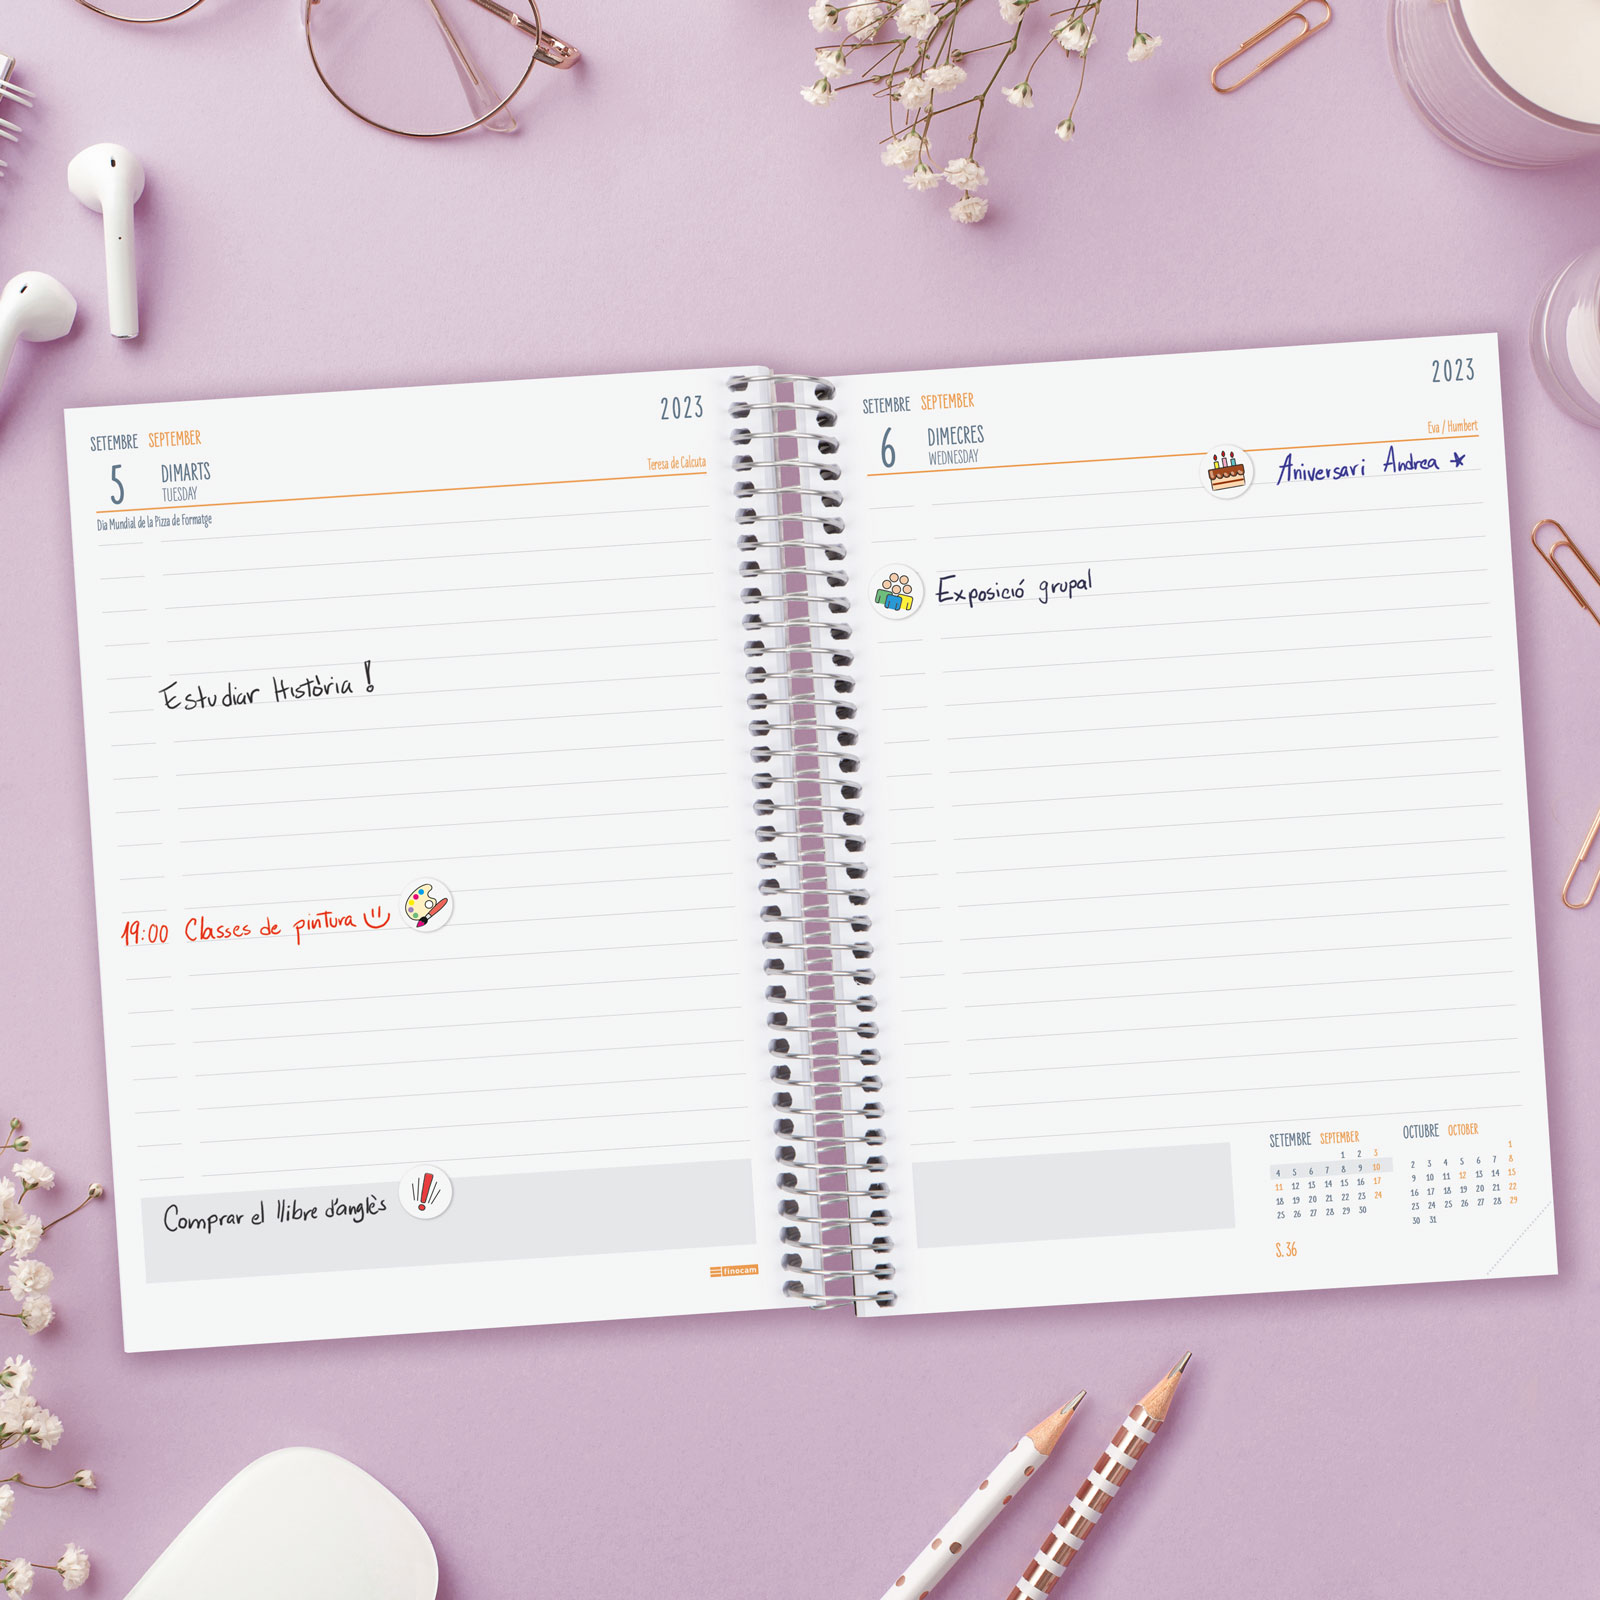 2023
SETEMBRE SEPTEMBER
5 DIMARTS
TUESDAY
Teresa de Calcuta
Dia Mundial de la Pizza de Formatge
Estudiar Història !
19:00 Classes de pintura
Comprar el llibre d'anglès
finocam
2023
SETEMBRE SEPTEMBER
6 DIMECRES
WEDNESDAY
Eva / Humbert
Aniversari Andrea *
Exposició grupal
SETEMBRE SEPTEMBER
1 2 3
4 5 6 7 8 9 10
11 12 13 14 15 16 17
18 19 20 21 22 23 24
25 26 27 28 29 30
S. 36
OCTUBRE OCTOBER
1
2 3 4 5 6 7 8
9 10 11 12 13 14 15
16 17 18 19 20 21 22
23 24 25 26 27 28 29
30 31